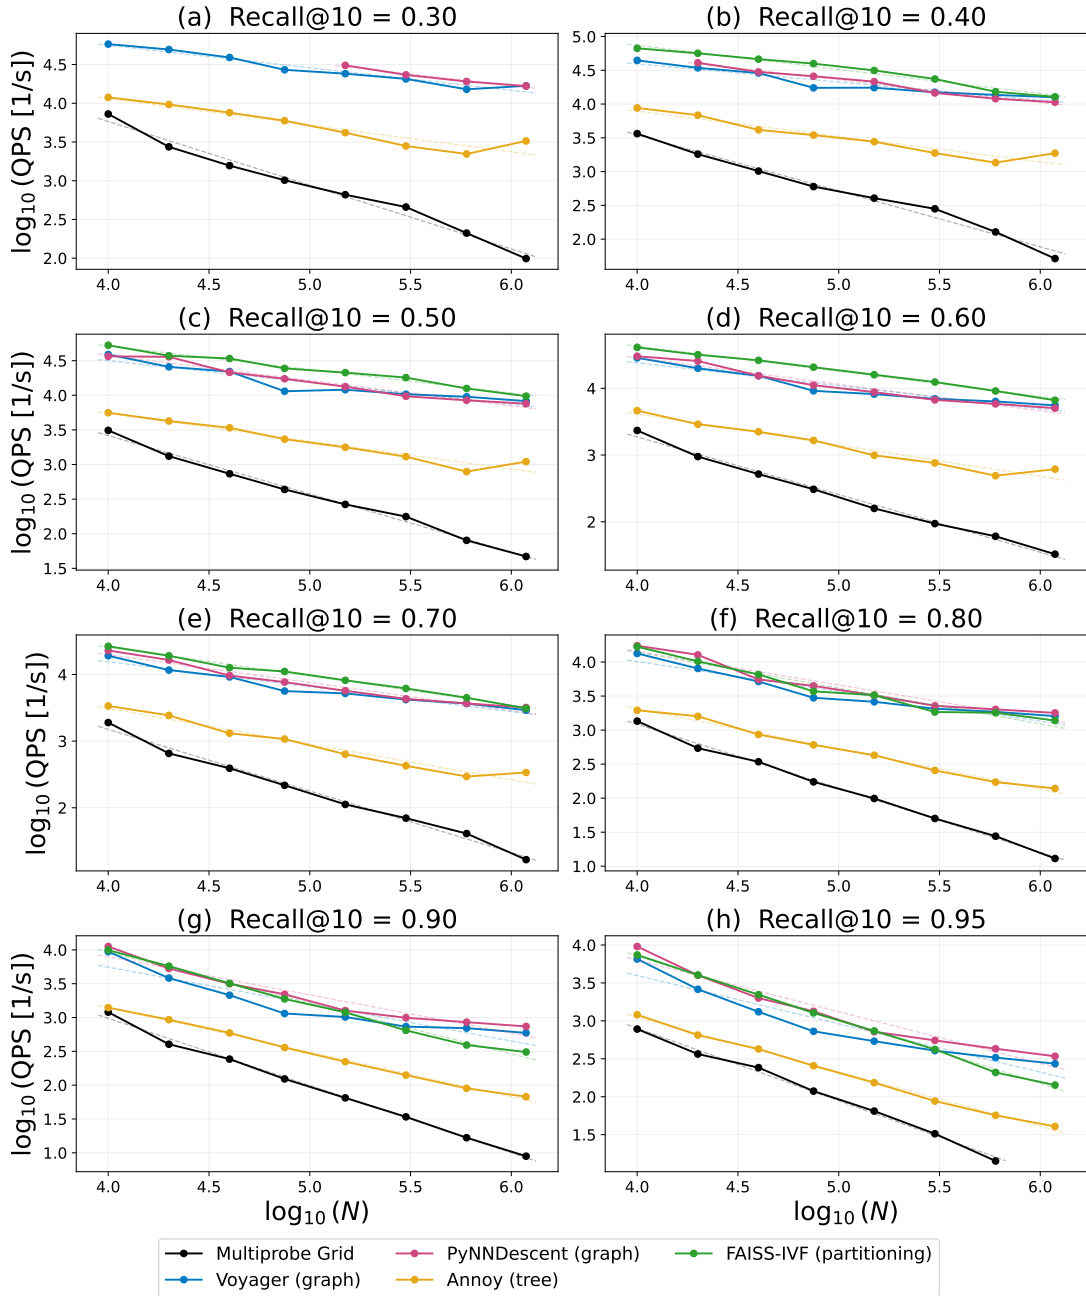 (a)  Recall@10 = 0.30
log10 (QPS [1/s])
4.5
4.0
3.5
3.0
2.5
2.0
4.0 4.5 5.0 5.5 6.0
(b)  Recall@10 = 0.40
5.0
4.5
4.0
3.5
3.0
2.5
2.0
4.0 4.5 5.0 5.5 6.0
(c)  Recall@10 = 0.50
log10 (QPS [1/s])
4.5
4.0
3.5
3.0
2.5
2.0
1.5
4.0 4.5 5.0 5.5 6.0
(d)  Recall@10 = 0.60
4
3
2
4.0 4.5 5.0 5.5 6.0
(e)  Recall@10 = 0.70
log10 (QPS [1/s])
4
3
2
4.0 4.5 5.0 5.5 6.0
(f)  Recall@10 = 0.80
4.0
3.5
3.0
2.5
2.0
1.5
1.0
4.0 4.5 5.0 5.5 6.0
(g)  Recall@10 = 0.90
log10 (QPS [1/s])
4.0
3.5
3.0
2.5
2.0
1.5
1.0
4.0 4.5 5.0 5.5 6.0
log10 (N)
(h)  Recall@10 = 0.95
4.0
3.5
3.0
2.5
2.0
1.5
4.0 4.5 5.0 5.5 6.0
log10 (N)
Multiprobe Grid
Voyager (graph)
PyNNDescent (graph)
Annoy (tree)
FAISS-IVF (partitioning)